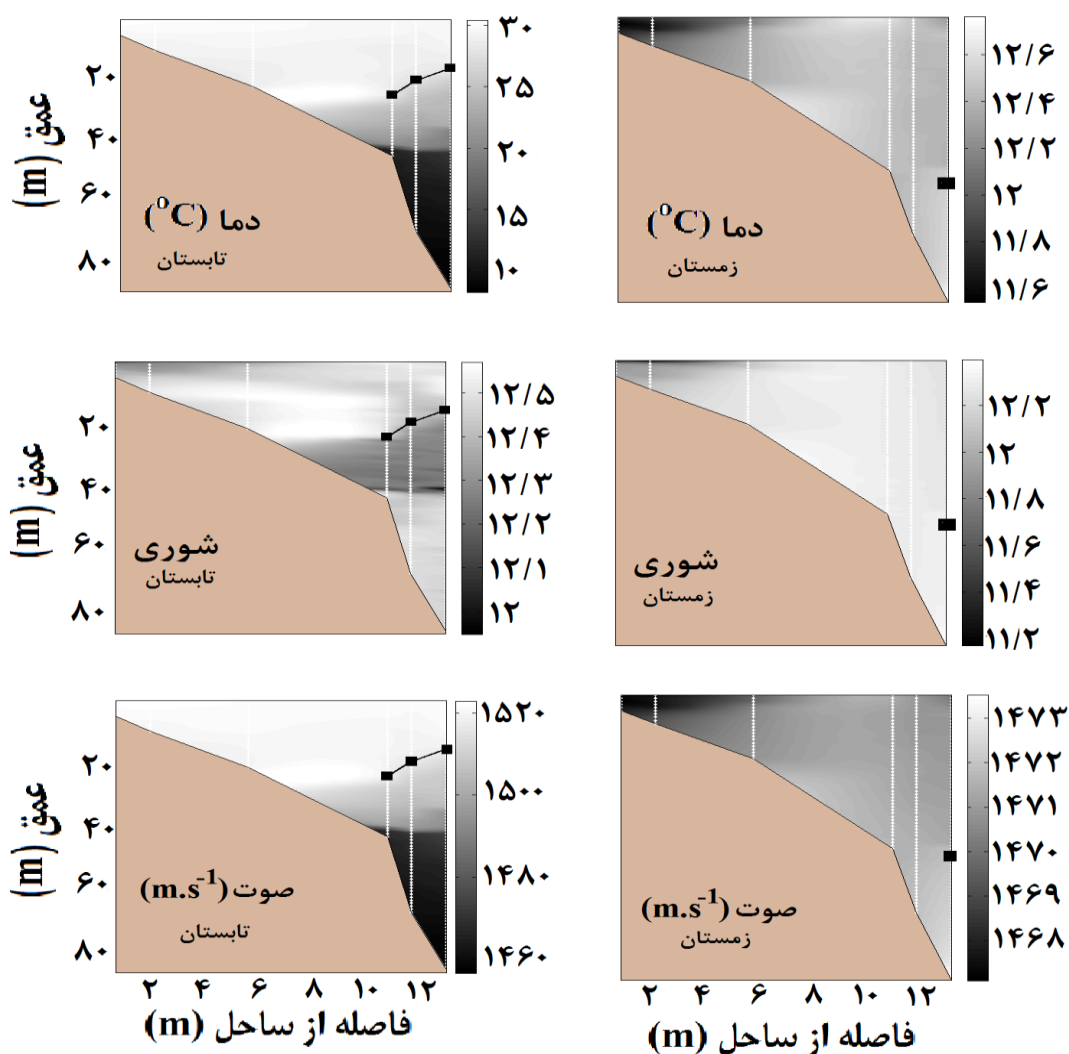 عمق (m)
۲۰
۴۰
۶۰
۸۰
دما (°C)
تابستان
۳۰
۲۵
۲۰
۱۵
۱۰
دما (°C)
زمستان
۱۲/۶
۱۲/۴
۱۲/۲
۱۲
۱۱/۸
۱۱/۶
عمق (m)
۲۰
۴۰
۶۰
۸۰
شوری
تابستان
۱۲/۵
۱۲/۴
۱۲/۳
۱۲/۲
۱۲/۱
۱۲
شوری
زمستان
۱۲/۲
۱۲
۱۱/۸
۱۱/۶
۱۱/۴
۱۱/۲
عمق (m)
۲۰
۴۰
۶۰
۸۰
صوت (m.s⁻¹)
تابستان
۱۵۲۰
۱۵۰۰
۱۴۸۰
۱۴۶۰
صوت (m.s⁻¹)
زمستان
۱۴۷۳
۱۴۷۲
۱۴۷۱
۱۴۷۰
۱۴۶۹
۱۴۶۸
۲ ۴ ۶ ۸ ۱۰ ۱۲
فاصله از ساحل (m)
۲ ۴ ۶ ۸ ۱۰ ۱۲
فاصله از ساحل (m)